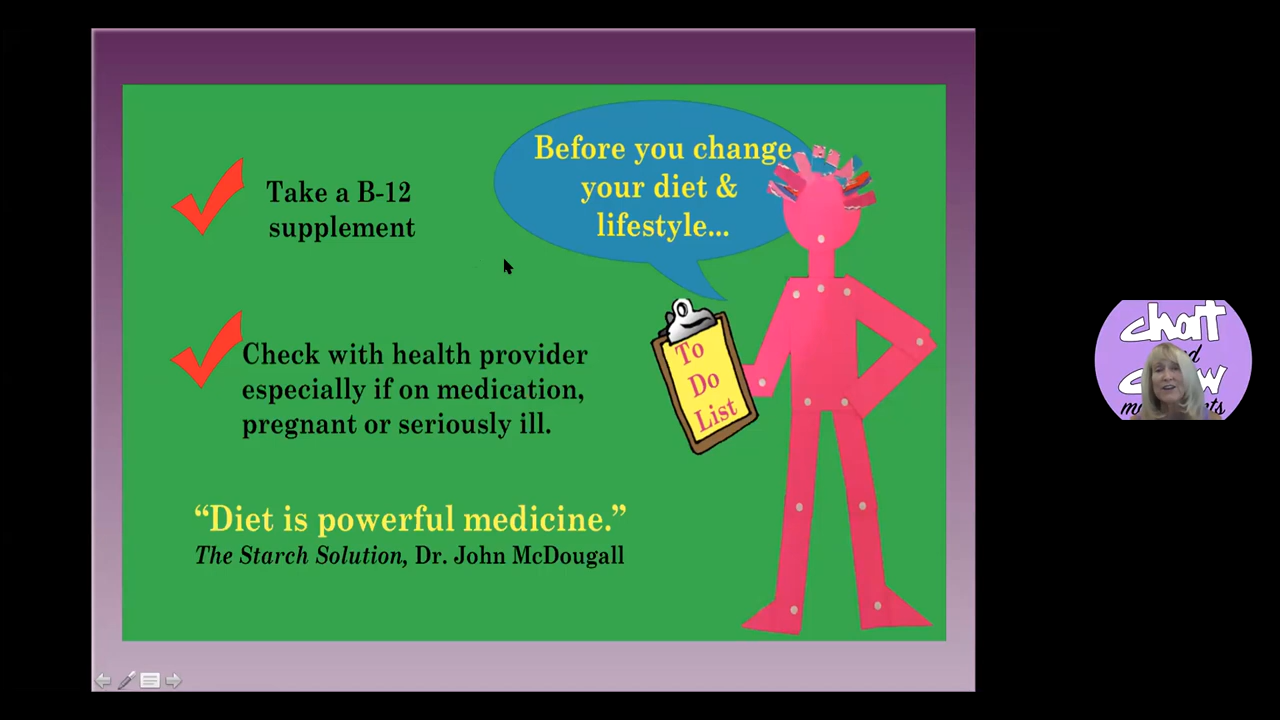 Before you change
your diet &
lifestyle...
Take a B-12
supplement
Check with health provider
especially if on medication,
pregnant or seriously ill.
To
Do
List
“Diet is powerful medicine.”
The Starch Solution, Dr. John McDougall
chat